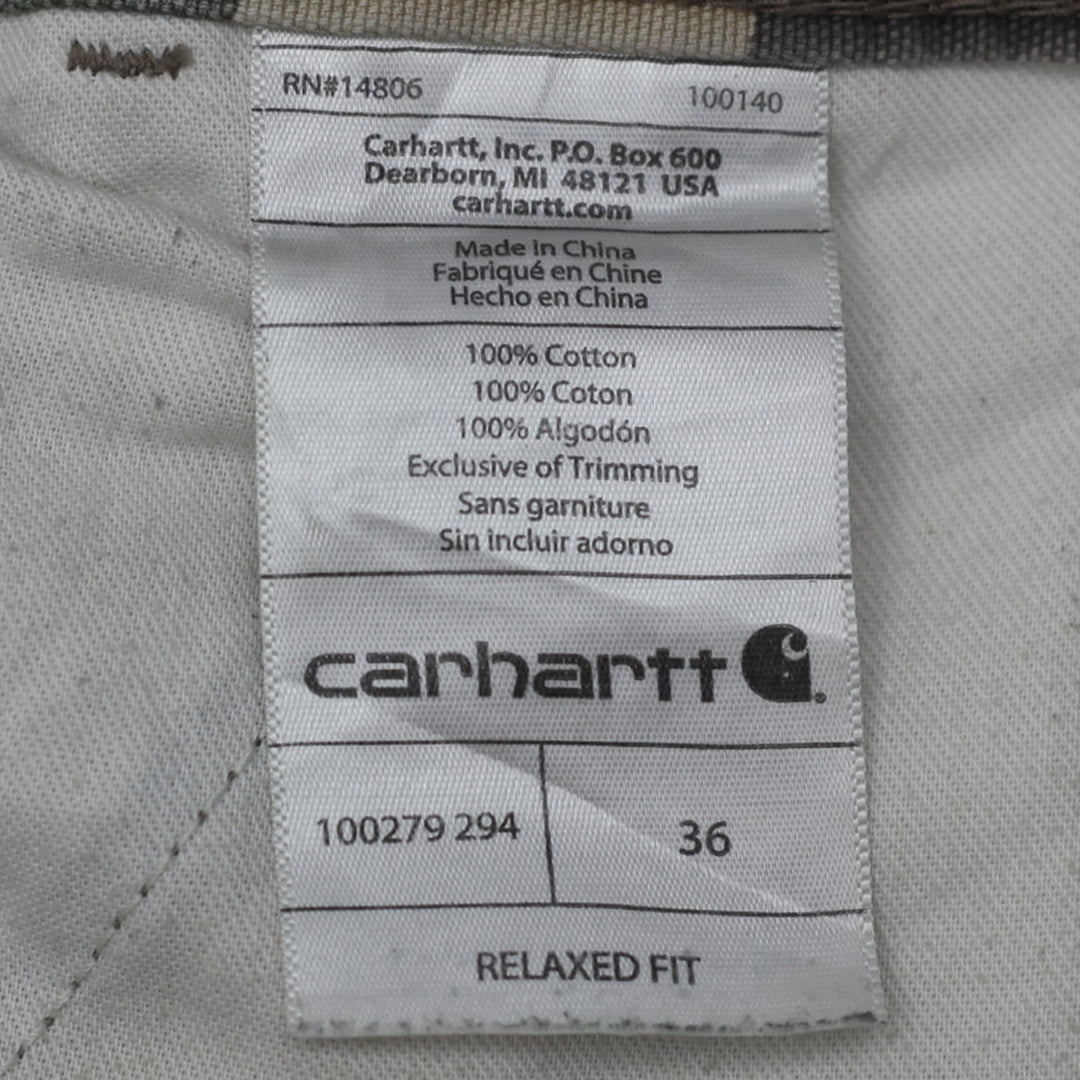 RN#14806 100140
Carhartt, Inc. P.O. Box 600
Dearborn, MI 48121 USA
carhartt.com
Made in China
Fabriqué en Chine
Hecho en China
100% Cotton
100% Coton
100% Algodón
Exclusive of Trimming
Sans garniture
Sin incluir adorno
carhartt
100279 294 36
RELAXED FIT